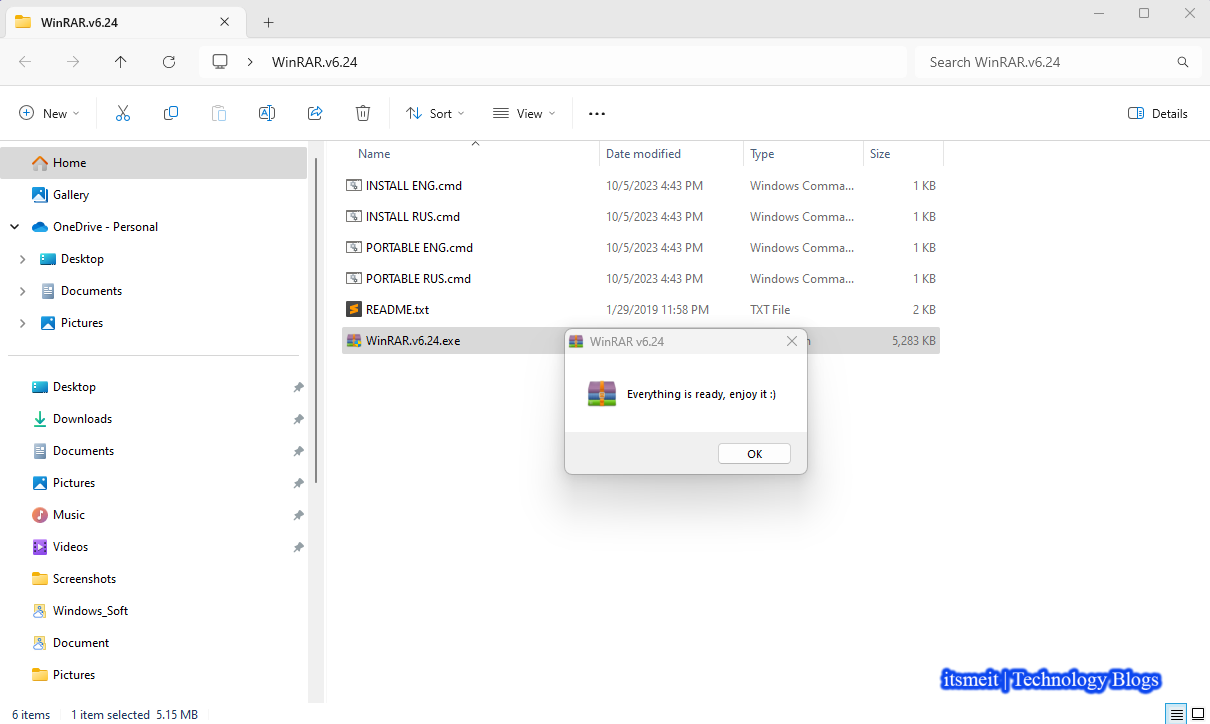 WinRAR.v6.24
WinRAR.v6.24
Search WinRAR.v6.24
New
Sort
View
Details
Name
Date modified
Type
Size
Home
Gallery
OneDrive - Personal
Desktop
Documents
Pictures
Desktop
Downloads
Documents
Pictures
Music
Videos
Screenshots
Windows_Soft
Document
Pictures
INSTALL ENG.cmd 10/5/2023 4:43 PM Windows Comma... 1 KB
INSTALL RUS.cmd 10/5/2023 4:43 PM Windows Comma... 1 KB
PORTABLE ENG.cmd 10/5/2023 4:43 PM Windows Comma... 1 KB
PORTABLE RUS.cmd 10/5/2023 4:43 PM Windows Comma... 1 KB
README.txt 1/29/2019 11:58 PM TXT File 2 KB
WinRAR.v6.24.exe 5,283 KB
WinRAR v6.24
Everything is ready, enjoy it :)
OK
itsmeit | Technology Blogs
6 items
1 item selected 5.15 MB